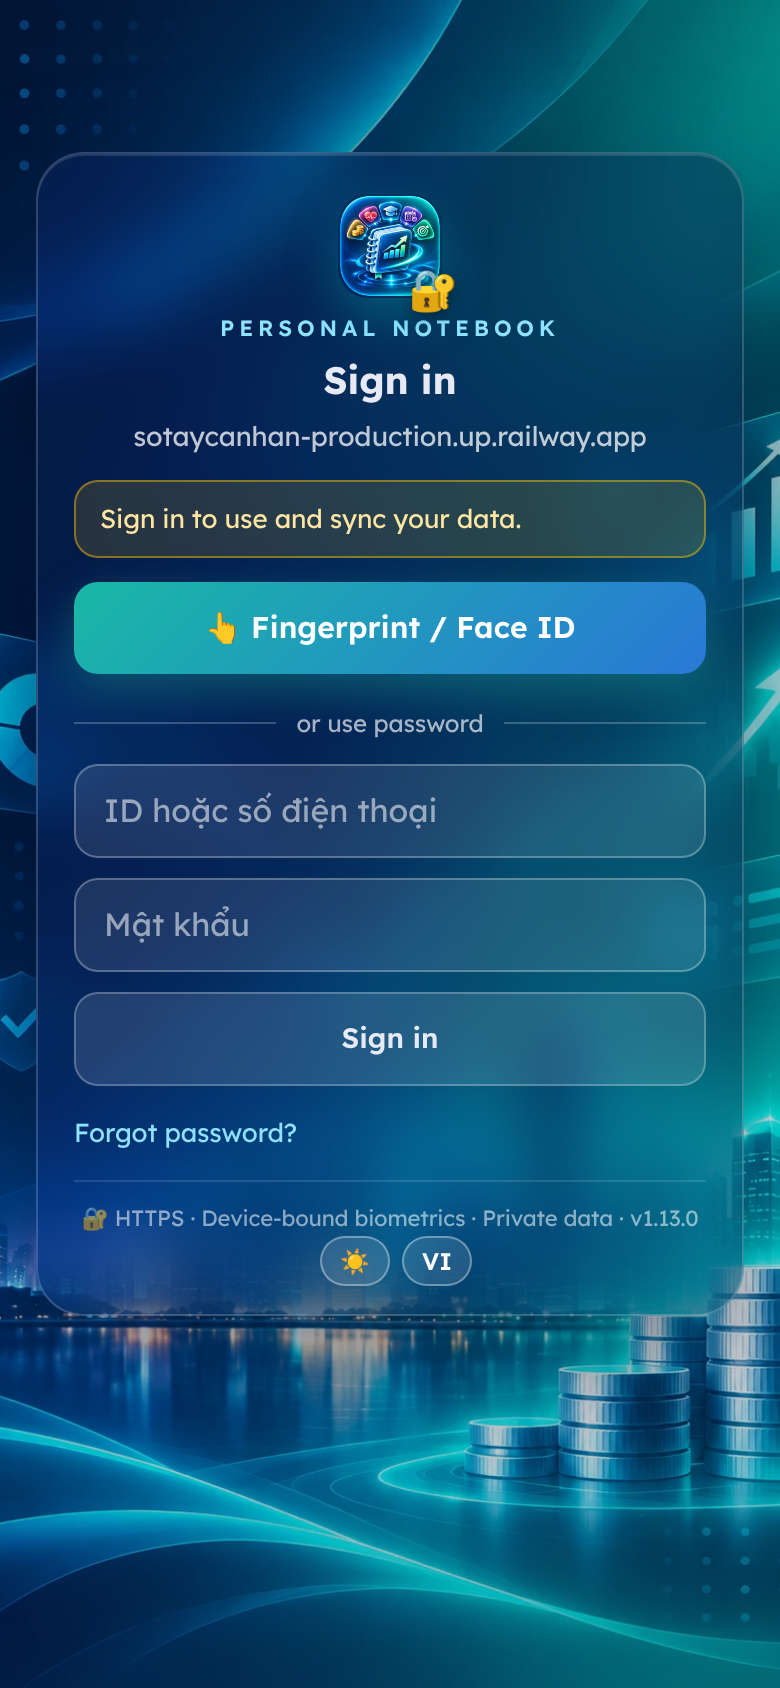 PERSONAL NOTEBOOK
Sign in
sotaycanhan-production.up.railway.app
Sign in to use and sync your data.
👆 Fingerprint / Face ID
or use password
ID hoặc số điện thoại
Mật khẩu
Sign in
Forgot password?
🔐 HTTPS · Device-bound biometrics · Private data · v1.13.0
☀️ VI